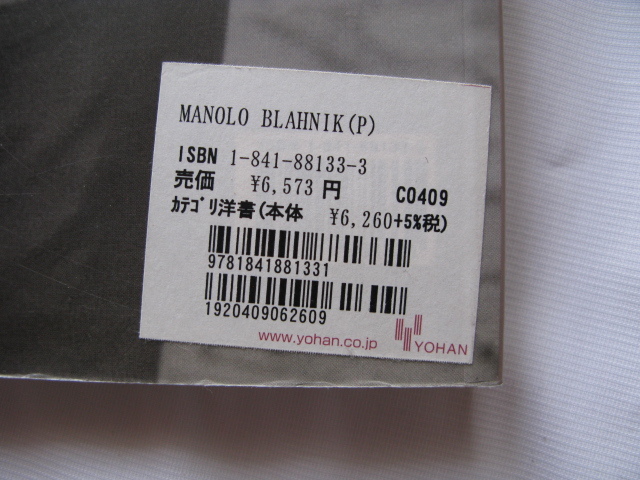 MANOLO BLAHNIK(P)
ISBN 1-841-88133-3
売価 ¥6,573 円 C0409
ｶﾃｺﾞﾘ洋書(本体 ¥6,260+5%税)
9781841881331
1920409062609
www.yohan.co.jp YOHAN